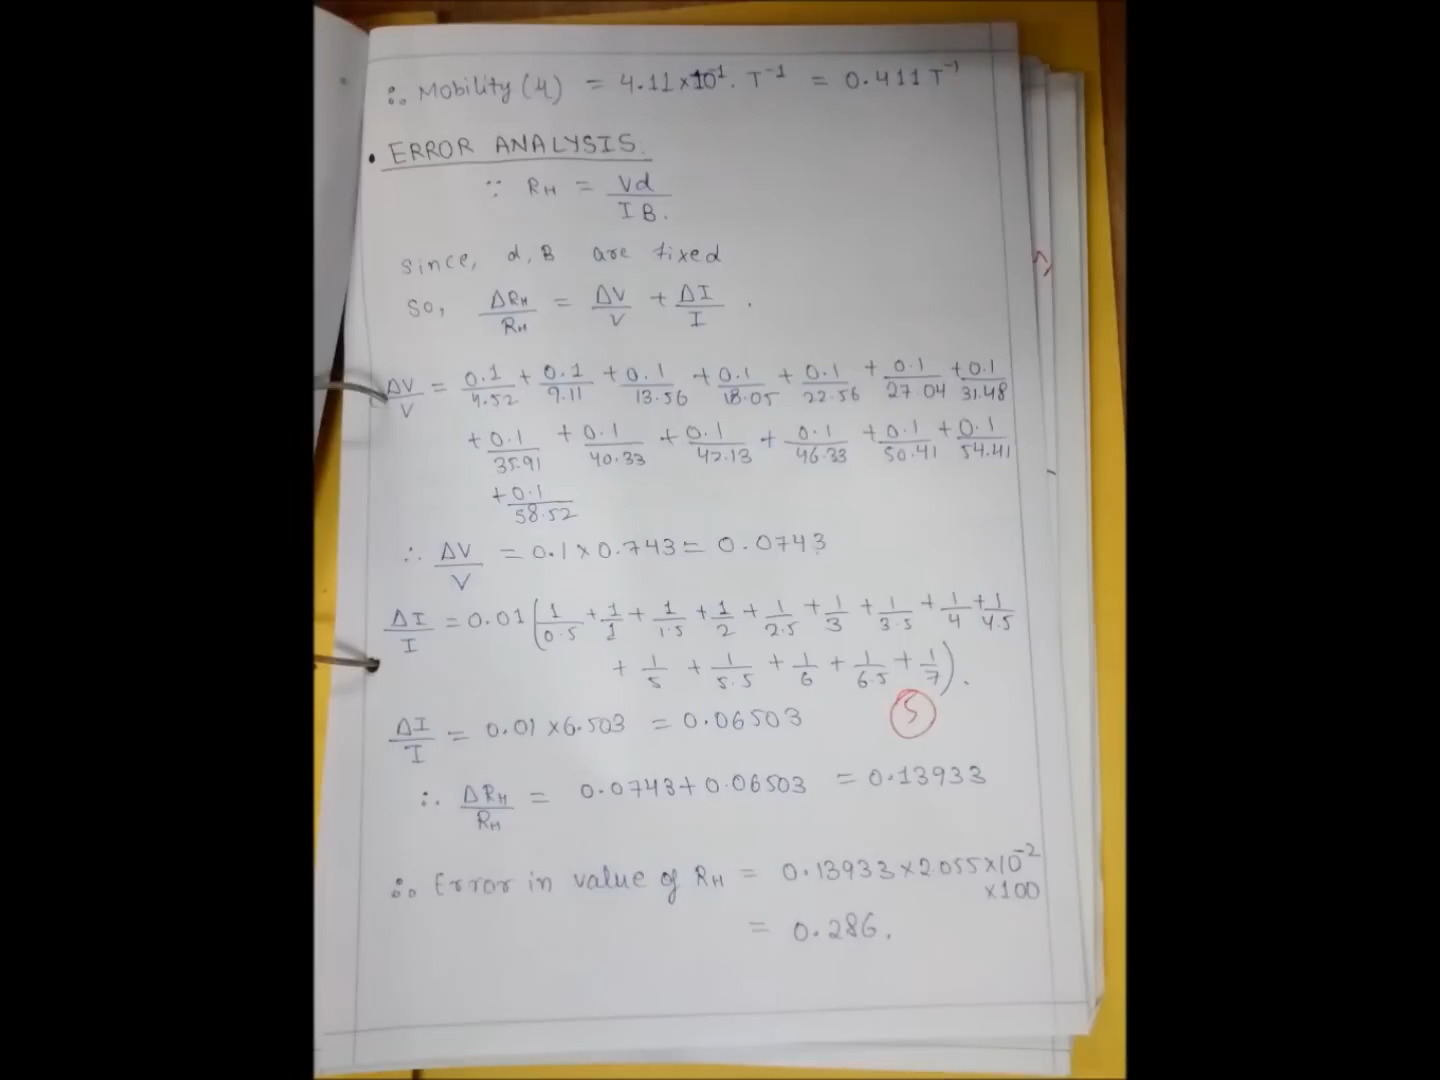 ∴ Mobility (μ) = 4.11×10⁻¹. T⁻¹ = 0.411 T⁻¹
• ERROR ANALYSIS.
∵ RH = Vd / IB.
Since, d, B are fixed
So, ΔRH/RH = ΔV/V + ΔI/I .
ΔV/V = 0.1/4.52 + 0.1/9.11 + 0.1/13.56 + 0.1/18.05 + 0.1/22.56 + 0.1/27.04 + 0.1/31.48
+ 0.1/35.91 + 0.1/40.33 + 0.1/42.13 + 0.1/46.33 + 0.1/50.41 + 0.1/54.41
+ 0.1/58.52
∴ ΔV/V = 0.1 × 0.743 = 0.0743
ΔI/I = 0.01 (1/0.5 + 1/1 + 1/1.5 + 1/2 + 1/2.5 + 1/3 + 1/3.5 + 1/4 + 1/4.5
+ 1/5 + 1/5.5 + 1/6 + 1/6.5 + 1/7).
5
ΔI/I = 0.01 × 6.503 = 0.06503
∴ ΔRH/RH = 0.0743 + 0.06503 = 0.13933
∴ Error in value of RH = 0.13933 × 2.055 × 10⁻²
× 100
= 0.286.